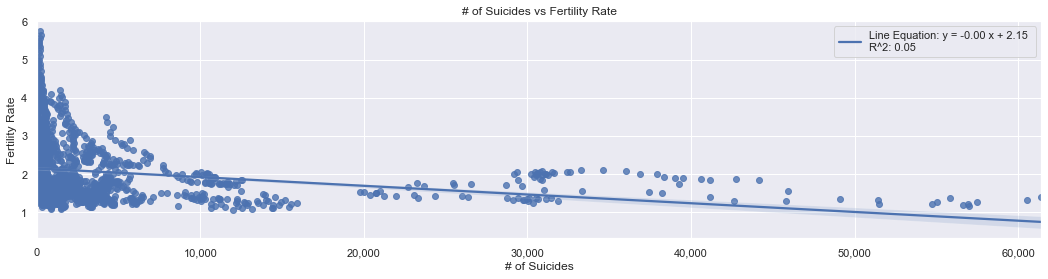 # of Suicides vs Fertility Rate
Line Equation: y = -0.00 x + 2.15
R^2: 0.05
6
5
4
3
2
1
Fertility Rate
0
10,000
20,000
30,000
40,000
50,000
60,000
# of Suicides